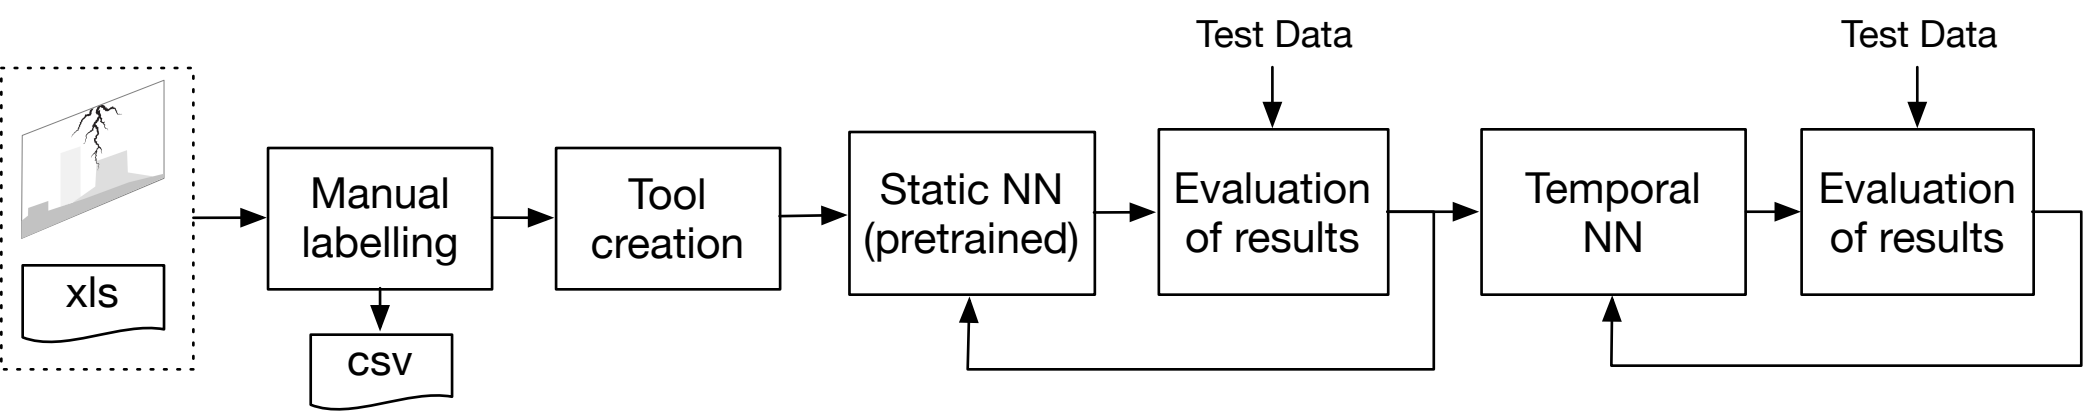 Test Data
Test Data
xls
Manual
labelling
csv
Tool
creation
Static NN
(pretrained)
Evaluation
of results
Temporal
NN
Evaluation
of results